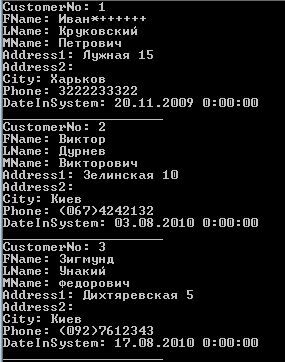 CustomerNo: 1
FName: Иван*++++++
LName: Круковский
MName: Петрович
Address1: Лужная 15
Address2:
City: Харьков
Phone: 3222233322
DateInSystem: 20.11.2009 0:00:00
____________________
CustomerNo: 2
FName: Виктор
LName: Дурнев
MName: Викторович
Address1: Зелинская 10
Address2:
City: Киев
Phone: (067)4242132
DateInSystem: 03.08.2010 0:00:00
____________________
CustomerNo: 3
FName: Зигмунд
LName: Унакий
MName: федорович
Address1: Дихтяревская 5
Address2:
City: Киев
Phone: (092)7612343
DateInSystem: 17.08.2010 0:00:00
____________________